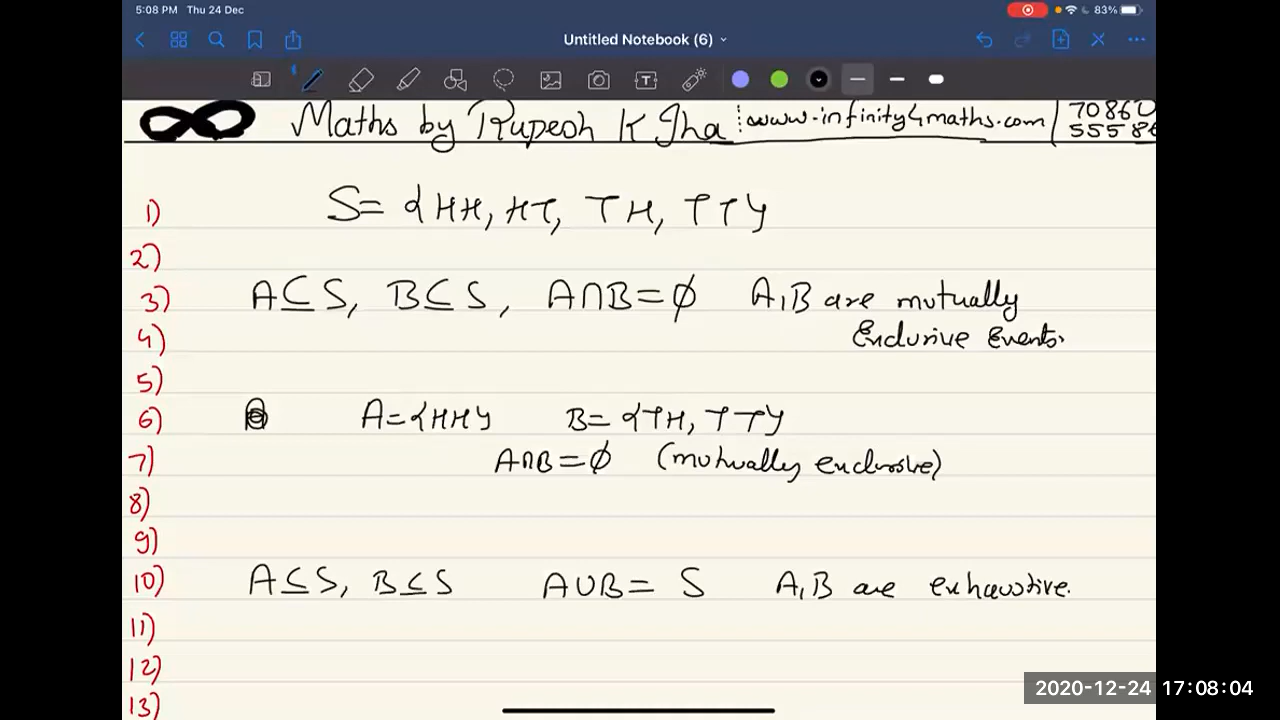 5:08 PM Thu 24 Dec
83%
Untitled Notebook (6)
Maths by Rupesh K Jha www.infinity4maths.com
70860
1) S= {HH, HT, TH, TT}
2)
3) A⊆S, B⊆S, A∩B=∅ A,B are mutually
4) Exclusive Events.
5)
6) A={HH} B={TH, TT}
7) A∩B=∅ (mutually exclusive)
8)
9)
10) A⊆S, B⊆S A∪B= S A,B are exhaustive.
11)
12)
13)
2020-12-24 17:08:04